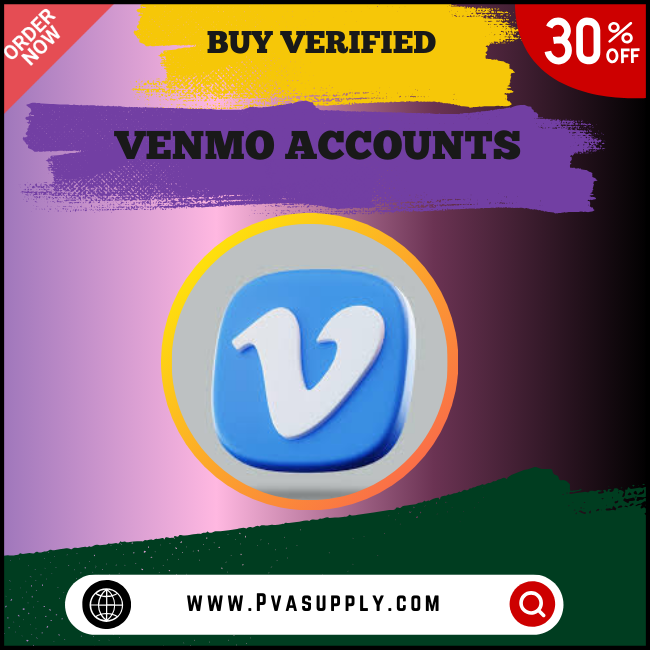 ORDER
NOW
BUY VERIFIED
30%
OFF
VENMO ACCOUNTS
www.Pvasupply.com